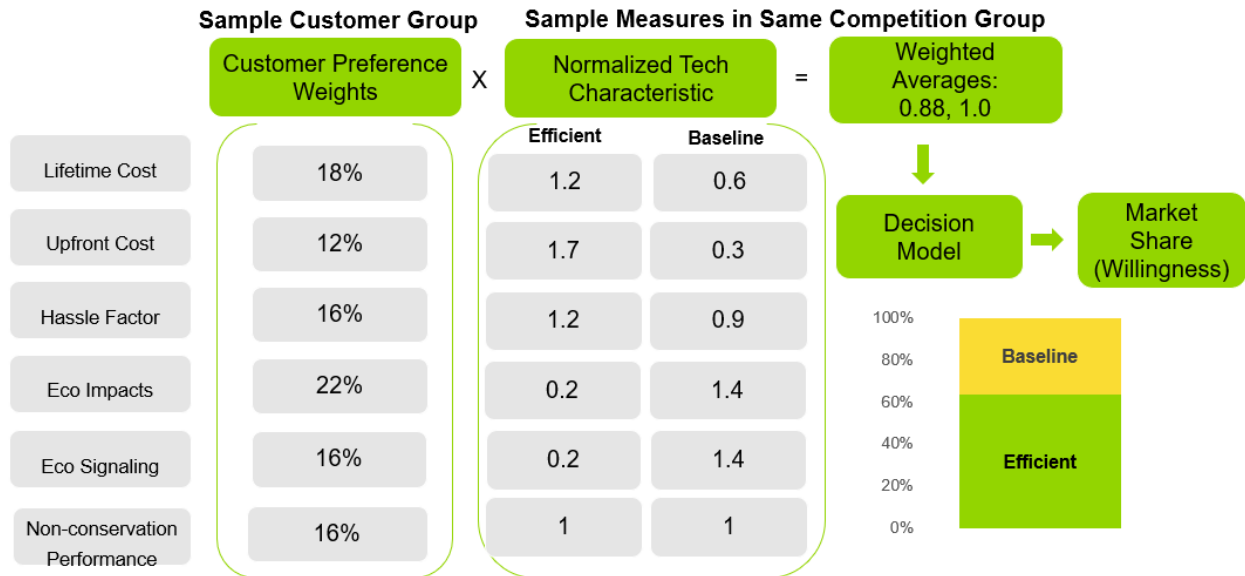 Sample Customer Group
Sample Measures in Same Competition Group
Customer Preference
Weights
X
Normalized Tech
Characteristic
=
Weighted
Averages:
0.88, 1.0
Efficient
Baseline
Lifetime Cost
18%
1.2
0.6
Upfront Cost
12%
1.7
0.3
Hassle Factor
16%
1.2
0.9
Eco Impacts
22%
0.2
1.4
Eco Signaling
16%
0.2
1.4
Non-conservation
Performance
16%
1
1
Decision
Model
Market
Share
(Willingness)
100%
80%
60%
40%
20%
0%
Baseline
Efficient